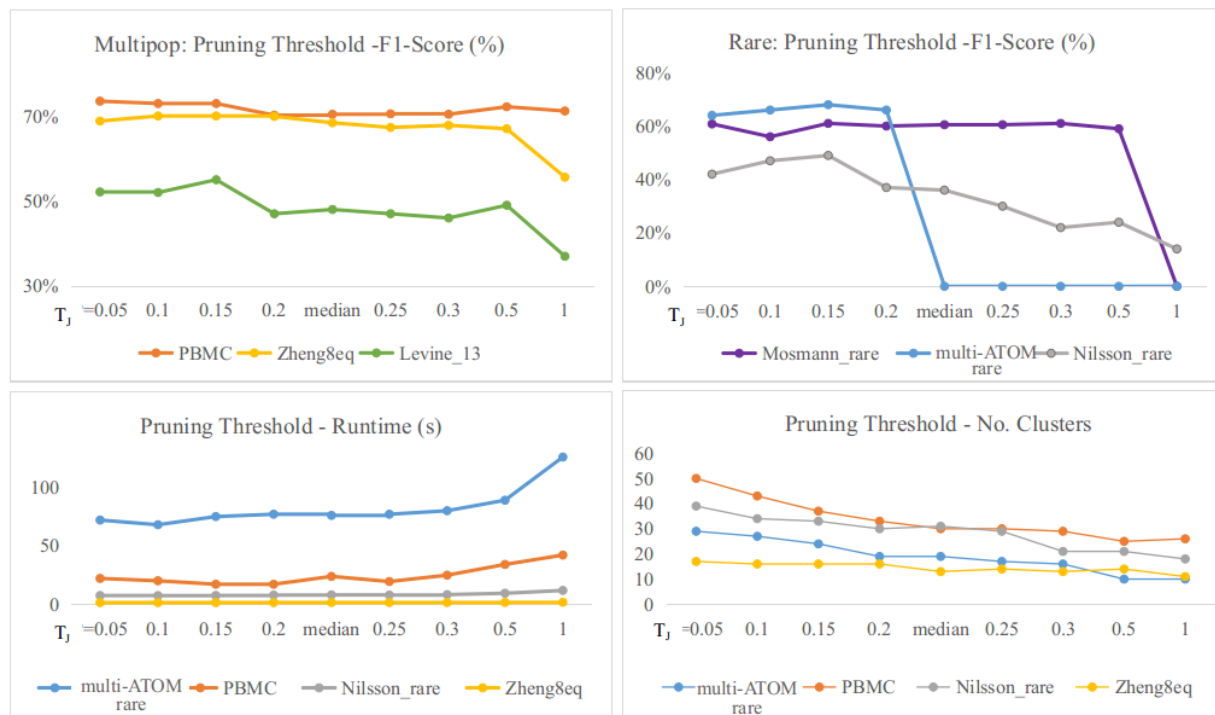 Multipop: Pruning Threshold -F1-Score (%)
70%
50%
30%
TJ =0.05 0.1 0.15 0.2 median 0.25 0.3 0.5 1
PBMC Zheng8eq Levine_13
Rare: Pruning Threshold -F1-Score (%)
80%
60%
40%
20%
0%
TJ =0.05 0.1 0.15 0.2 median 0.25 0.3 0.5 1
Mosmann_rare multi-ATOM Nilsson_rare
rare
Pruning Threshold - Runtime (s)
100
50
0
TJ =0.05 0.1 0.15 0.2 median 0.25 0.3 0.5 1
multi-ATOM PBMC Nilsson_rare Zheng8eq
rare
Pruning Threshold - No. Clusters
60
50
40
30
20
10
0
TJ =0.05 0.1 0.15 0.2 median 0.25 0.3 0.5 1
multi-ATOM PBMC Nilsson_rare Zheng8eq
rare